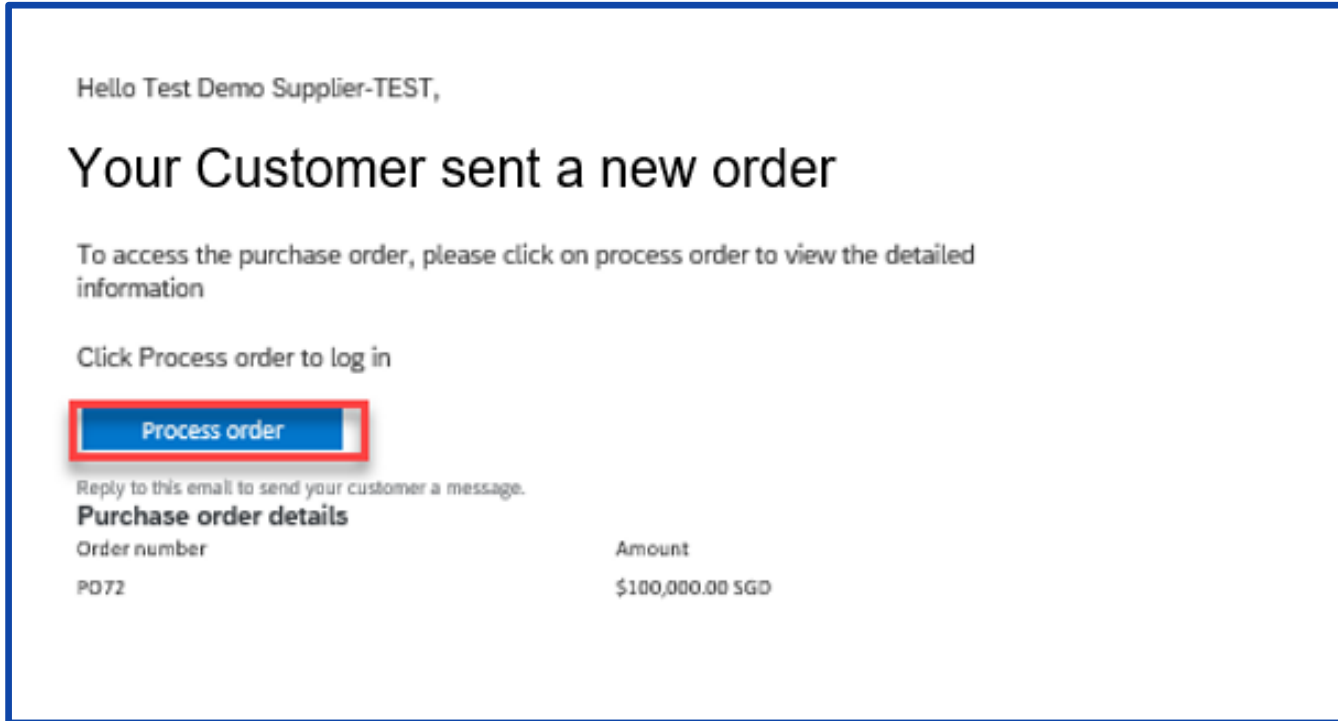 Hello Test Demo Supplier-TEST,
Your Customer sent a new order
To access the purchase order, please click on process order to view the detailed
information
Click Process order to log in
Process order
Reply to this email to send your customer a message.
Purchase order details
Order number Amount
PO72 $100,000.00 SGD